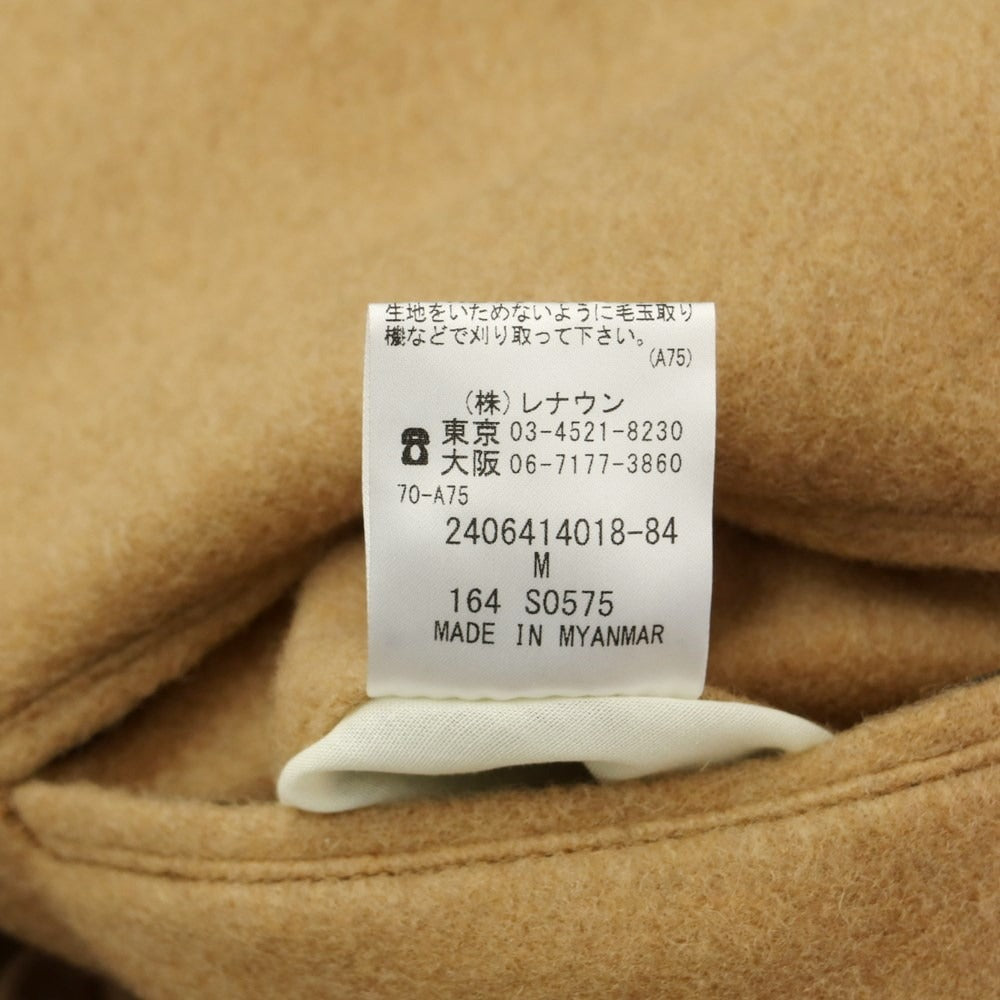 生地をいためないように毛玉取り
機などで刈り取って下さい。
(A75)
(株)レナウン
東京 03-4521-8230
大阪 06-7177-3860
70-A75
2406414018-84
M
164 S0575
MADE IN MYANMAR